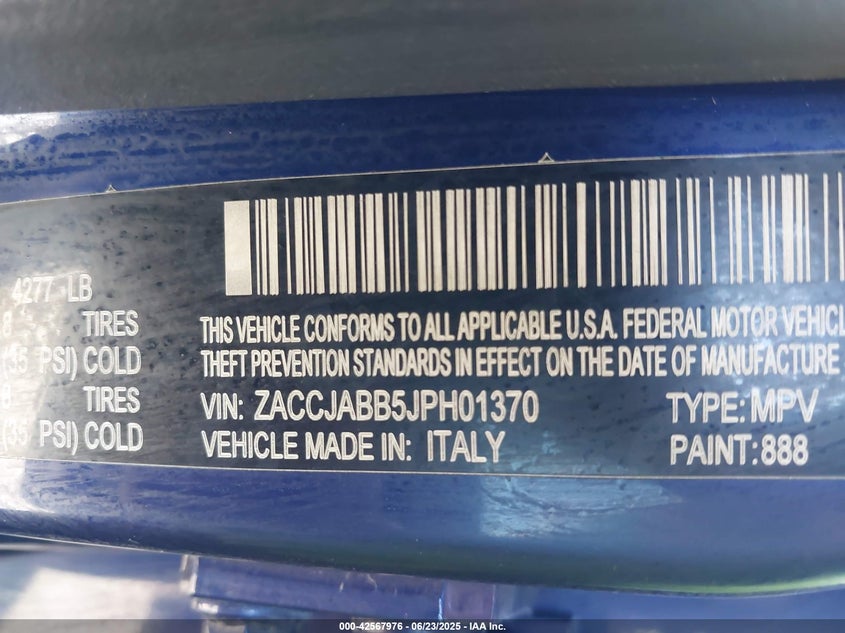 4277 LB
TIRES
(35 PSI) COLD
TIRES
(35 PSI) COLD
THIS VEHICLE CONFORMS TO ALL APPLICABLE U.S.A. FEDERAL MOTOR VEHICL
THEFT PREVENTION STANDARDS IN EFFECT ON THE DATE OF MANUFACTURE
VIN: ZACCJABB5JPH01370 TYPE: MPV
VEHICLE MADE IN: ITALY PAINT: 888
000-42567976 - 06/23/2025 - IAA Inc.